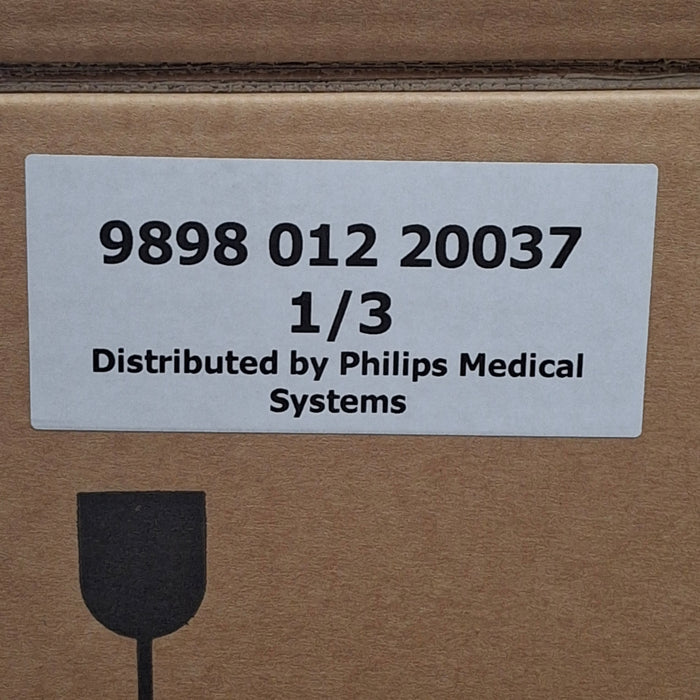 9898 012 20037
1/3
Distributed by Philips Medical
Systems